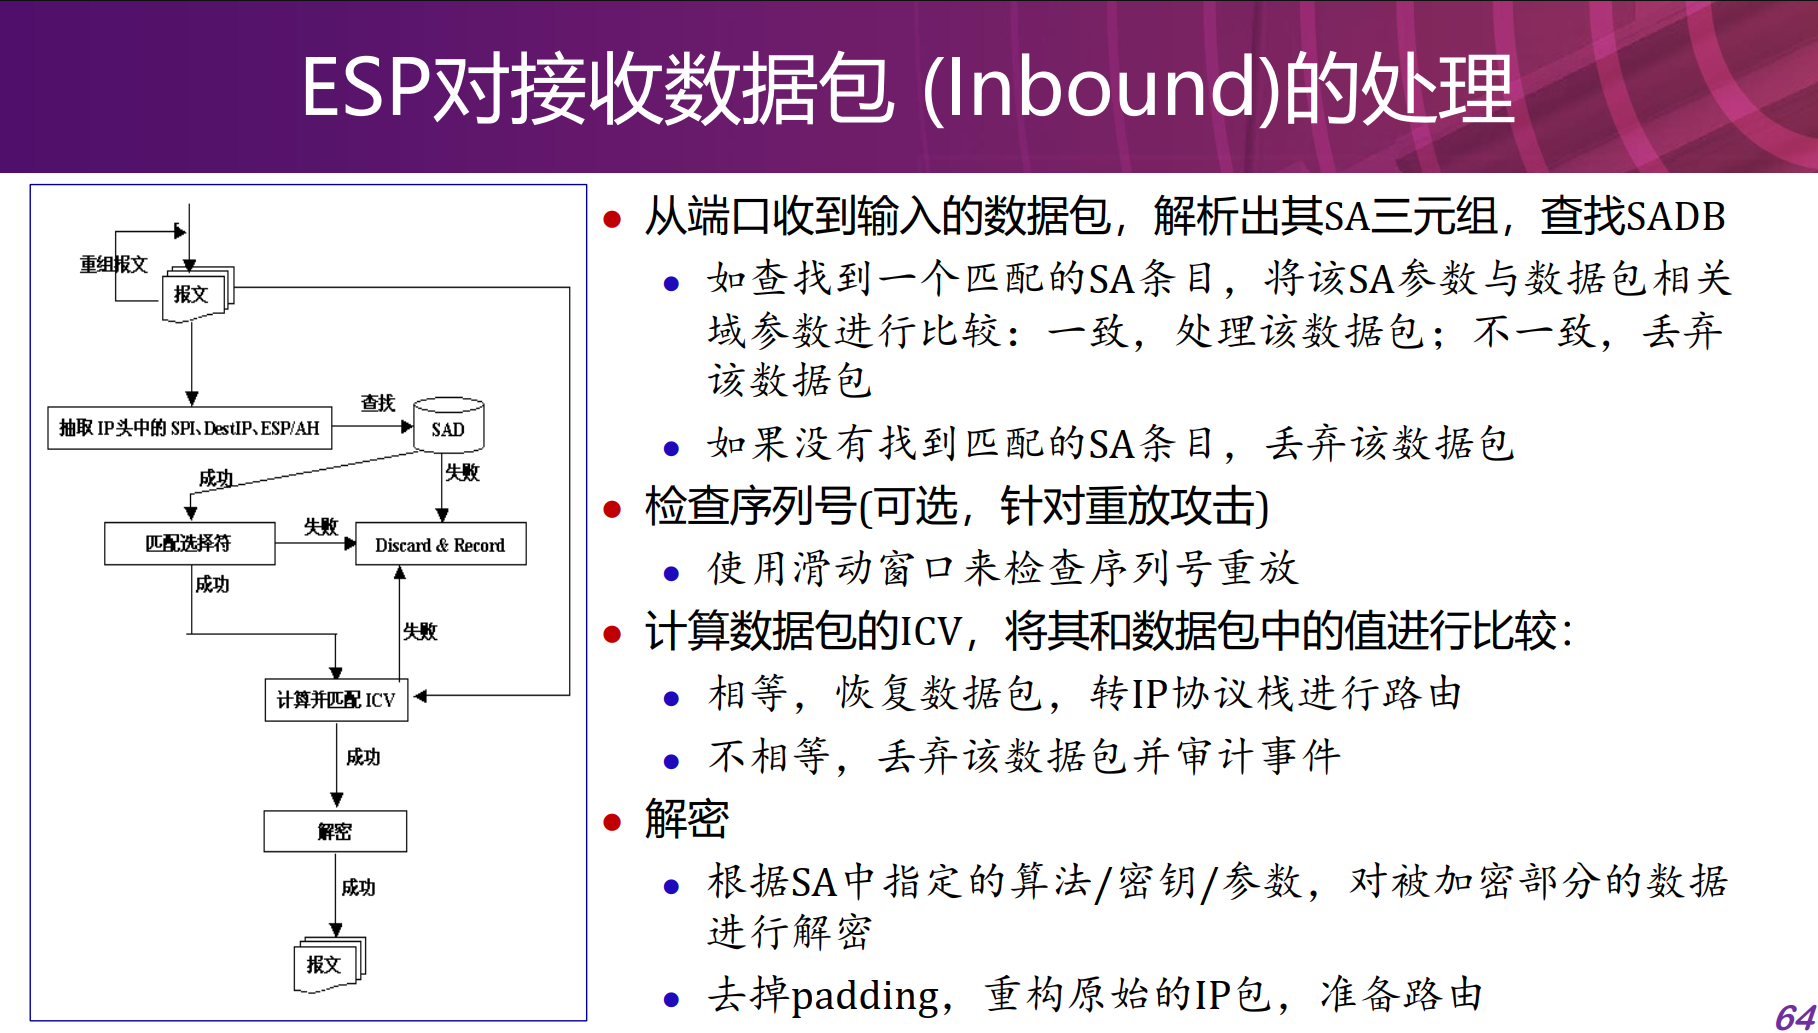 ESP对接收数据包 (Inbound)的处理
重组报文
报文
抽取 IP头中的 SPI、DestIP、ESP/AH
查找
SAD
成功
失败
匹配选择符
失败
Discard & Record
成功
失败
计算并匹配 ICV
成功
解密
成功
报文
● 从端口收到输入的数据包，解析出其SA三元组，查找SADB
● 如查找到一个匹配的SA条目，将该SA参数与数据包相关
域参数进行比较：一致，处理该数据包；不一致，丢弃
该数据包
● 如果没有找到匹配的SA条目，丢弃该数据包
● 检查序列号(可选，针对重放攻击)
● 使用滑动窗口来检查序列号重放
● 计算数据包的ICV，将其和数据包中的值进行比较：
● 相等，恢复数据包，转IP协议栈进行路由
● 不相等，丢弃该数据包并审计事件
● 解密
● 根据SA中指定的算法/密钥/参数，对被加密部分的数据
进行解密
● 去掉padding，重构原始的IP包，准备路由
64